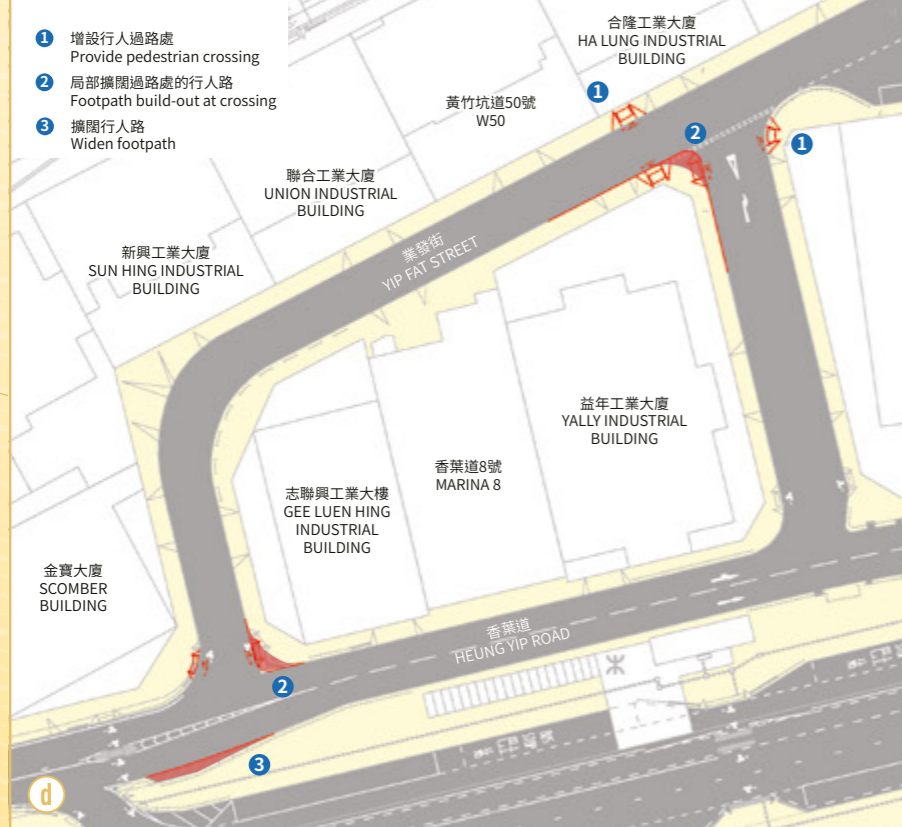 1 增設行人過路處
Provide pedestrian crossing
2 局部擴闊過路處的行人路
Footpath build-out at crossing
3 擴闊行人路
Widen footpath
合隆工業大廈
HA LUNG INDUSTRIAL
BUILDING
1
黃竹坑道50號
W50
2
1
聯合工業大廈
UNION INDUSTRIAL
BUILDING
新興工業大廈
SUN HING INDUSTRIAL
BUILDING
業發街
YIP FAT STREET
益年工業大廈
YALLY INDUSTRIAL
BUILDING
香葉道8號
MARINA 8
志聯興工業大樓
GEE LUEN HING
INDUSTRIAL
BUILDING
金寶大廈
SCOMBER
BUILDING
香葉道
HEUNG YIP ROAD
2
3
d